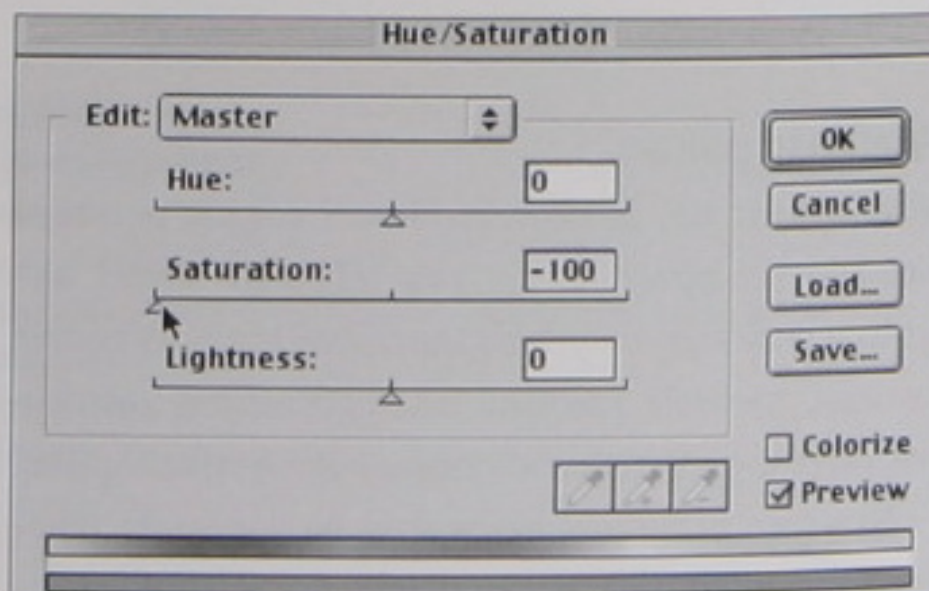 Hue/Saturation
Edit: Master
OK
Hue: 0
Cancel
Saturation: -100
Load...
Lightness: 0
Save...
Colorize
Preview